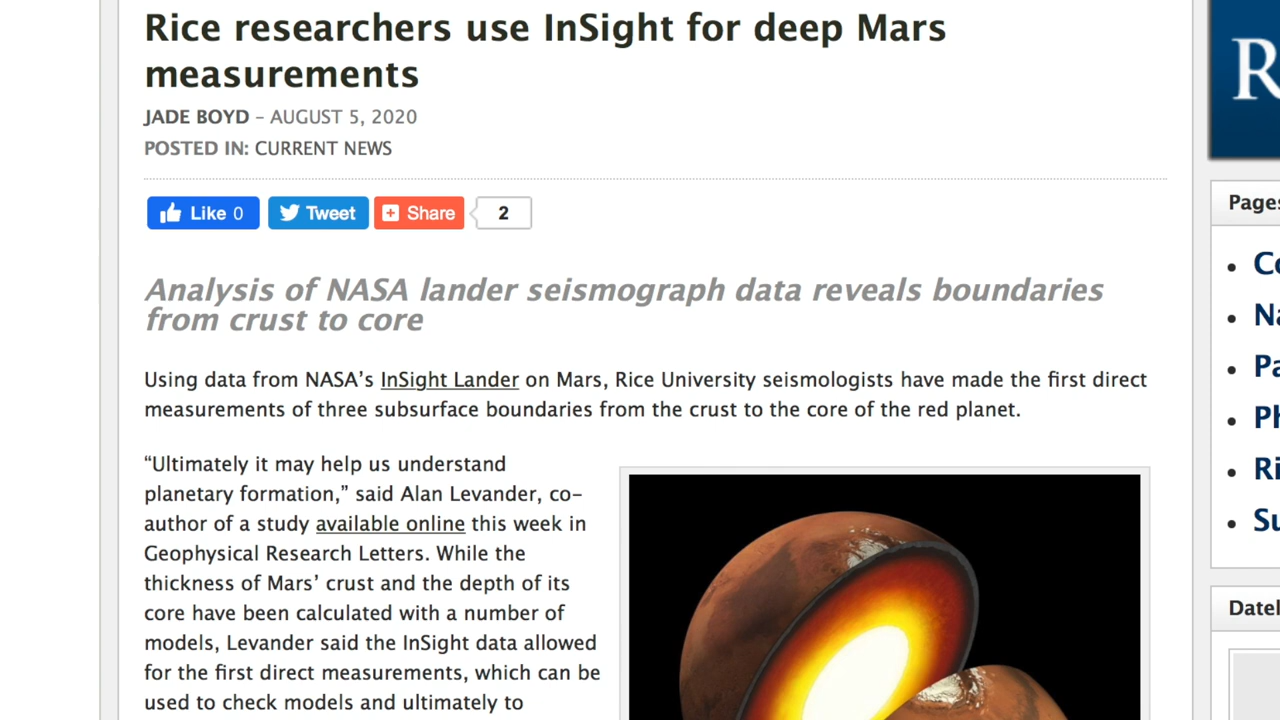 Rice researchers use InSight for deep Mars
measurements
JADE BOYD – AUGUST 5, 2020
POSTED IN: CURRENT NEWS
Like 0
Tweet
Share
2
Analysis of NASA lander seismograph data reveals boundaries
from crust to core
Using data from NASA’s InSight Lander on Mars, Rice University seismologists have made the first direct
measurements of three subsurface boundaries from the crust to the core of the red planet.
“Ultimately it may help us understand
planetary formation,” said Alan Levander, co-
author of a study available online this week in
Geophysical Research Letters. While the
thickness of Mars’ crust and the depth of its
core have been calculated with a number of
models, Levander said the InSight data allowed
for the first direct measurements, which can be
used to check models and ultimately to
R
Pages